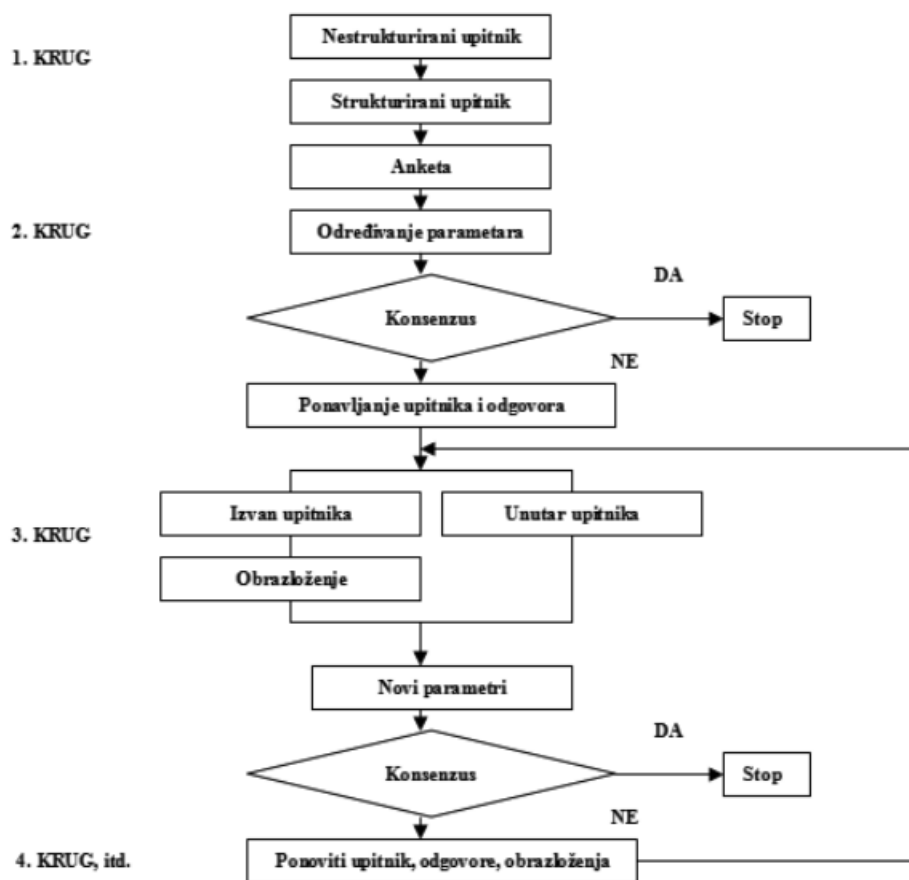 Nestrukturirani upitnik
1. KRUG
Strukturirani upitnik
Anketa
2. KRUG
Određivanje parametara
DA
Konsenzus
Stop
NE
Ponavljanje upitnika i odgovora
Izvan upitnika
Unutar upitnika
3. KRUG
Obrazloženje
Novi parametri
DA
Konsenzus
Stop
NE
4. KRUG, itd.
Ponoviti upitnik, odgovore, obrazloženja